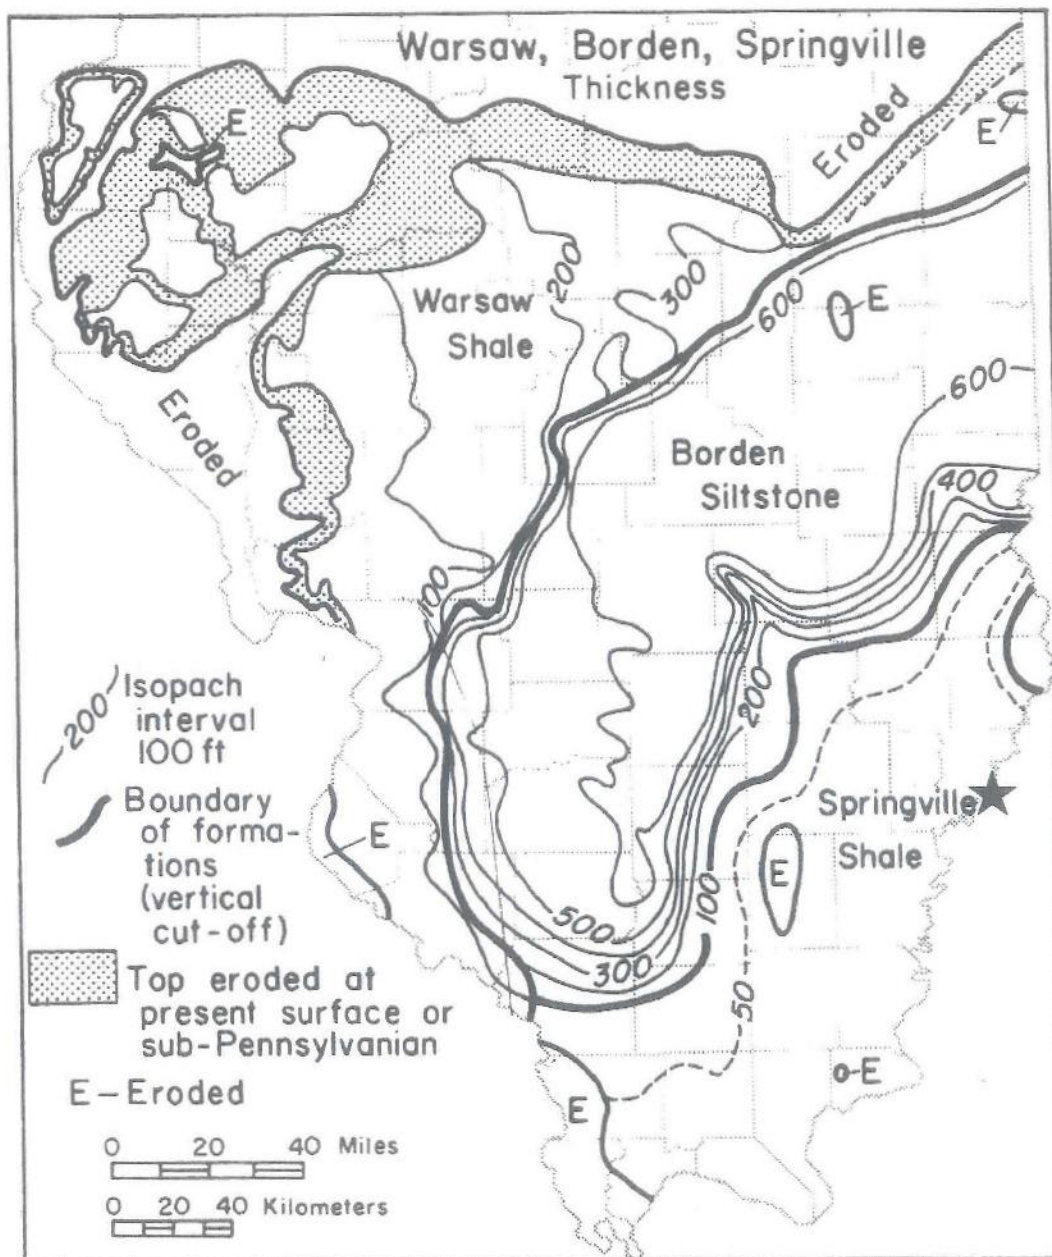 Warsaw, Borden, Springville
Thickness
Eroded
E
E
200
300
Warsaw
Shale
600
E
Eroded
600
Borden
Siltstone
400
100
200
200 Isopach
interval
100 ft
Boundary
of forma-
tions
(vertical
cut-off)
E
Springville
Shale
E
100
500
300
50
Top eroded at
present surface or
sub-Pennsylvanian
E
E
E – Eroded
0 20 40 Miles
0 20 40 Kilometers